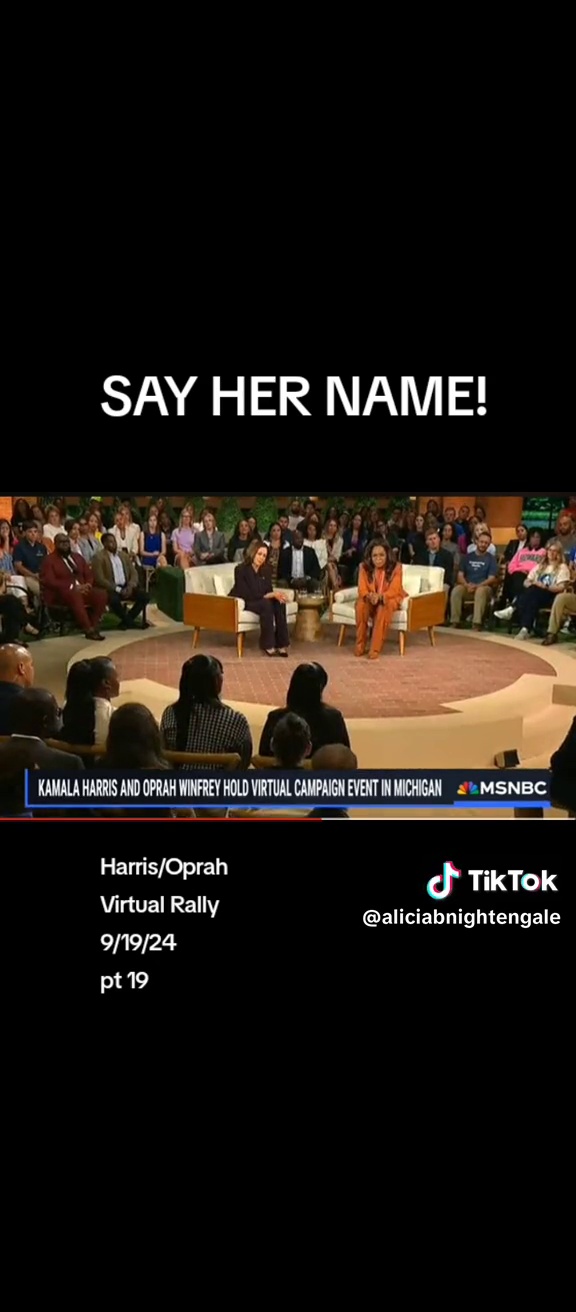 SAY HER NAME!
KAMALA HARRIS AND OPRAH WINFREY HOLD VIRTUAL CAMPAIGN EVENT IN MICHIGAN
MSNBC
Harris/Oprah
Virtual Rally
9/19/24
pt 19
TikTok
@aliciabnightengale